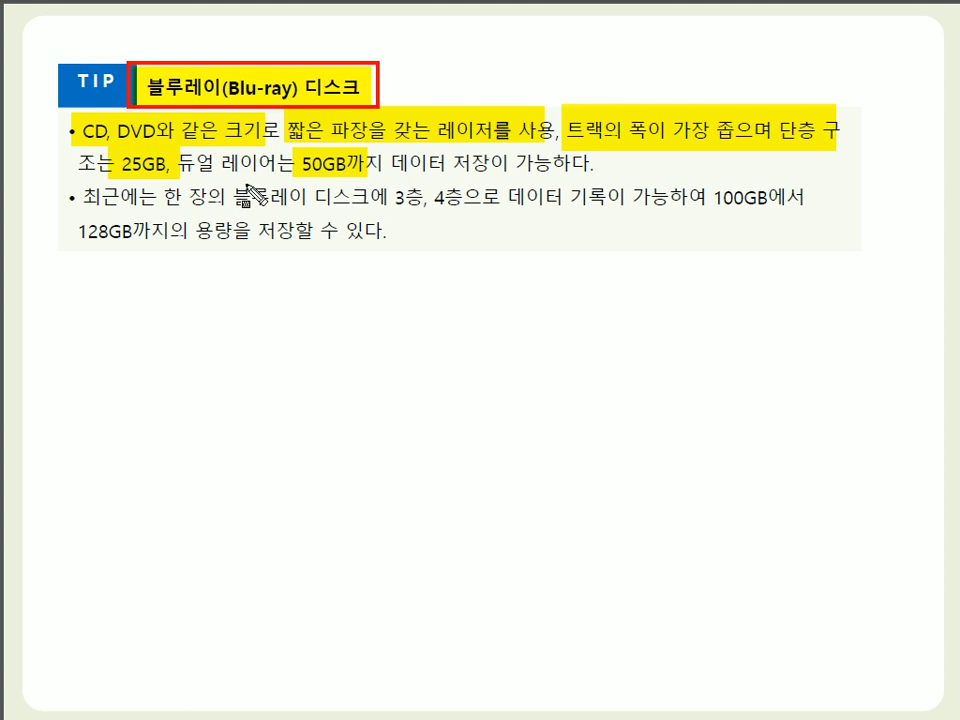 TIP 블루레이(Blu-ray) 디스크
• CD, DVD와 같은 크기로 짧은 파장을 갖는 레이저를 사용, 트랙의 폭이 가장 좁으며 단층 구
조는 25GB, 듀얼 레이어는 50GB까지 데이터 저장이 가능하다.
• 최근에는 한 장의 블루레이 디스크에 3층, 4층으로 데이터 기록이 가능하여 100GB에서
128GB까지의 용량을 저장할 수 있다.